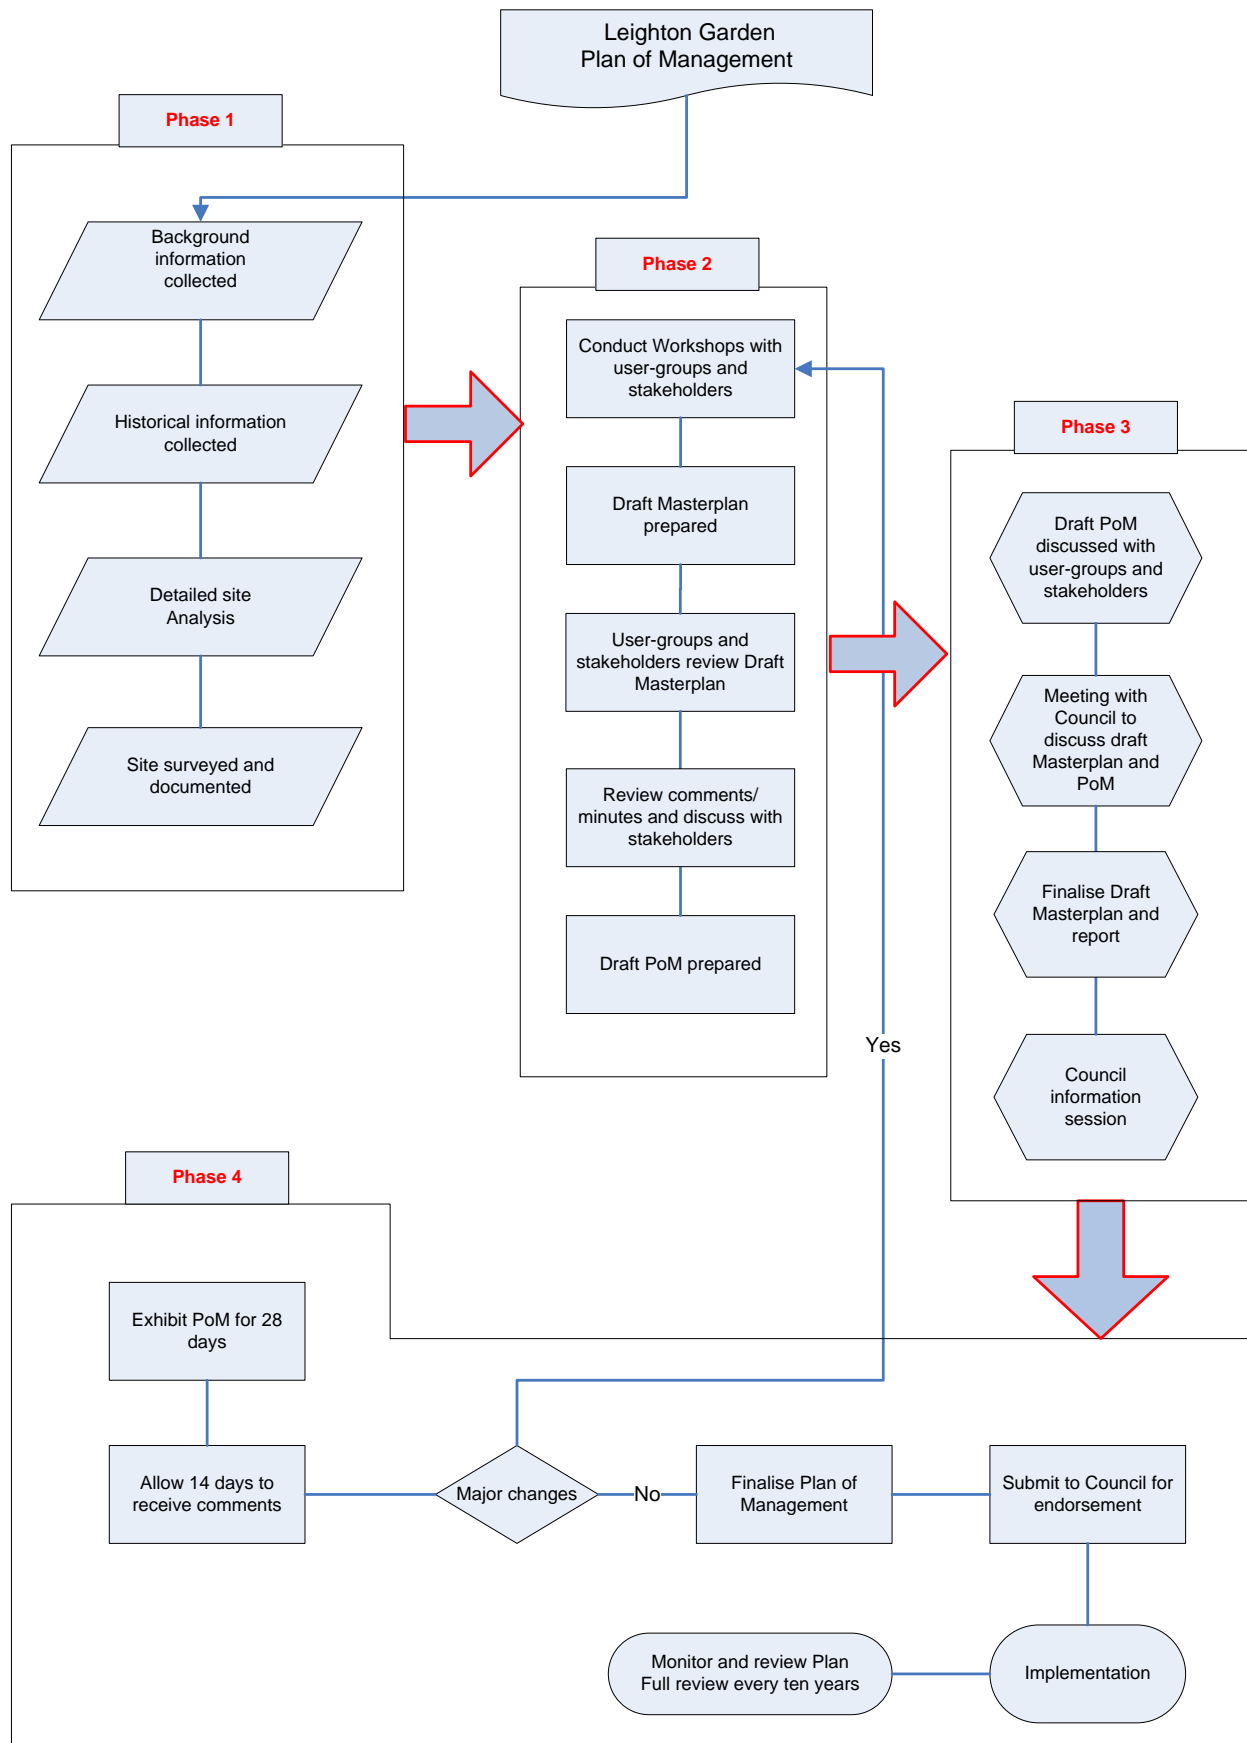 Leighton Garden
Plan of Management
Phase 1
Background
information
collected
Historical information
collected
Detailed site
Analysis
Site surveyed and
documented
Phase 2
Conduct Workshops with
user-groups and
stakeholders
Draft Masterplan
prepared
User-groups and
stakeholders review Draft
Masterplan
Review comments/
minutes and discuss with
stakeholders
Draft PoM prepared
Phase 3
Draft PoM
discussed with
user-groups and
stakeholders
Meeting with
Council to
discuss draft
Masterplan and
PoM
Finalise Draft
Masterplan and
report
Council
information
session
Yes
Phase 4
Exhibit PoM for 28
days
Allow 14 days to
receive comments
Major changes
No
Finalise Plan of
Management
Submit to Council for
endorsement
Implementation
Monitor and review Plan
Full review every ten years